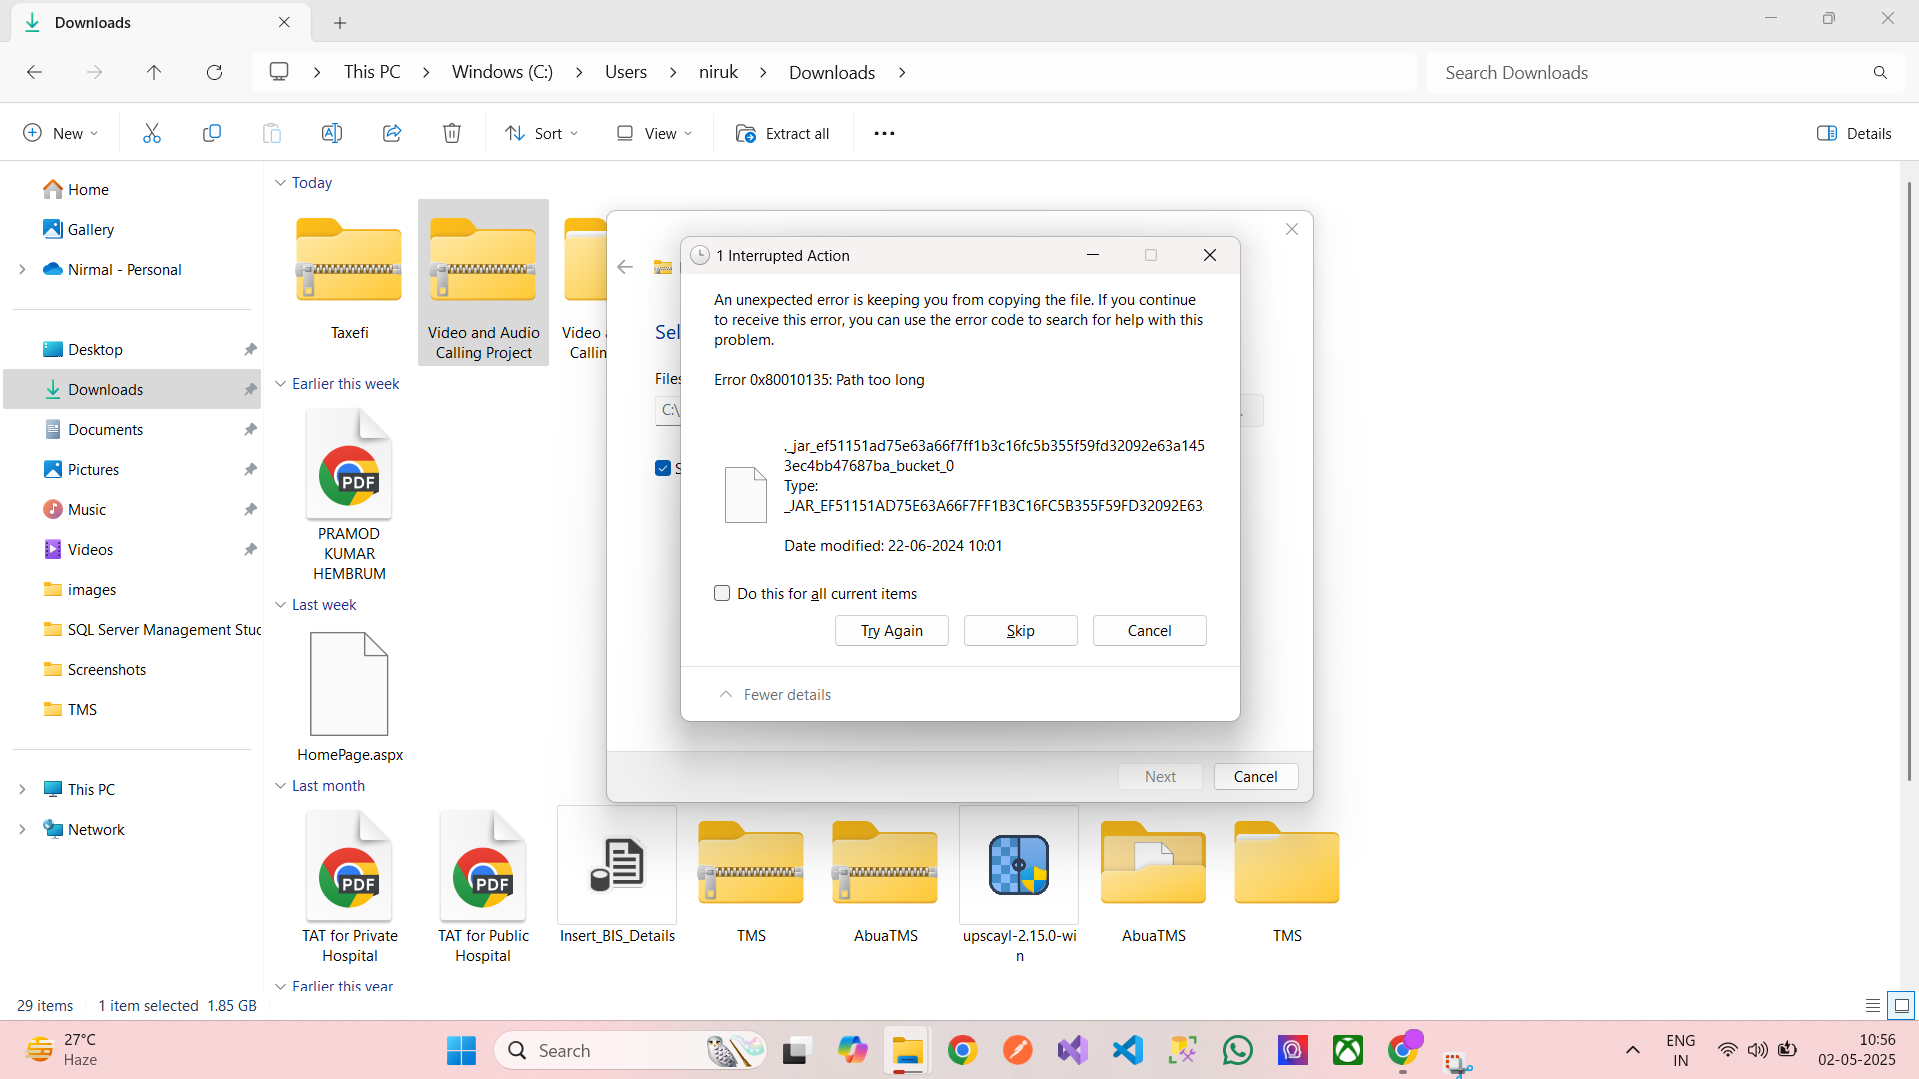 Downloads
This PC
Windows (C:)
Users
niruk
Downloads
Search Downloads
New
Sort
View
Extract all
Details
Home
Gallery
Nirmal - Personal
Desktop
Downloads
Documents
Pictures
Music
Videos
images
SQL Server Management Stud
Screenshots
TMS
This PC
Network
Today
Taxefi
Video and Audio
Calling Project
Video
Callin
Earlier this week
PDF
PRAMOD
KUMAR
HEMBRUM
Last week
HomePage.aspx
Last month
PDF
TAT for Private
Hospital
PDF
TAT for Public
Hospital
Insert_BIS_Details
TMS
AbuaTMS
upscayl-2.15.0-wi
n
AbuaTMS
TMS
Earlier this year
Sel
Files
C:\
S
Next
Cancel
1 Interrupted Action
An unexpected error is keeping you from copying the file. If you continue
to receive this error, you can use the error code to search for help with this
problem.
Error 0x80010135: Path too long
._jar_ef51151ad75e63a66f7ff1b3c16fc5b355f59fd32092e63a145
3ec4bb47687ba_bucket_0
Type:
_JAR_EF51151AD75E63A66F7FF1B3C16FC5B355F59FD32092E63
Date modified: 22-06-2024 10:01
Do this for all current items
Try Again
Skip
Cancel
Fewer details
29 items
1 item selected 1.85 GB
27°C
Haze
Search
ENG
IN
10:56
02-05-2025